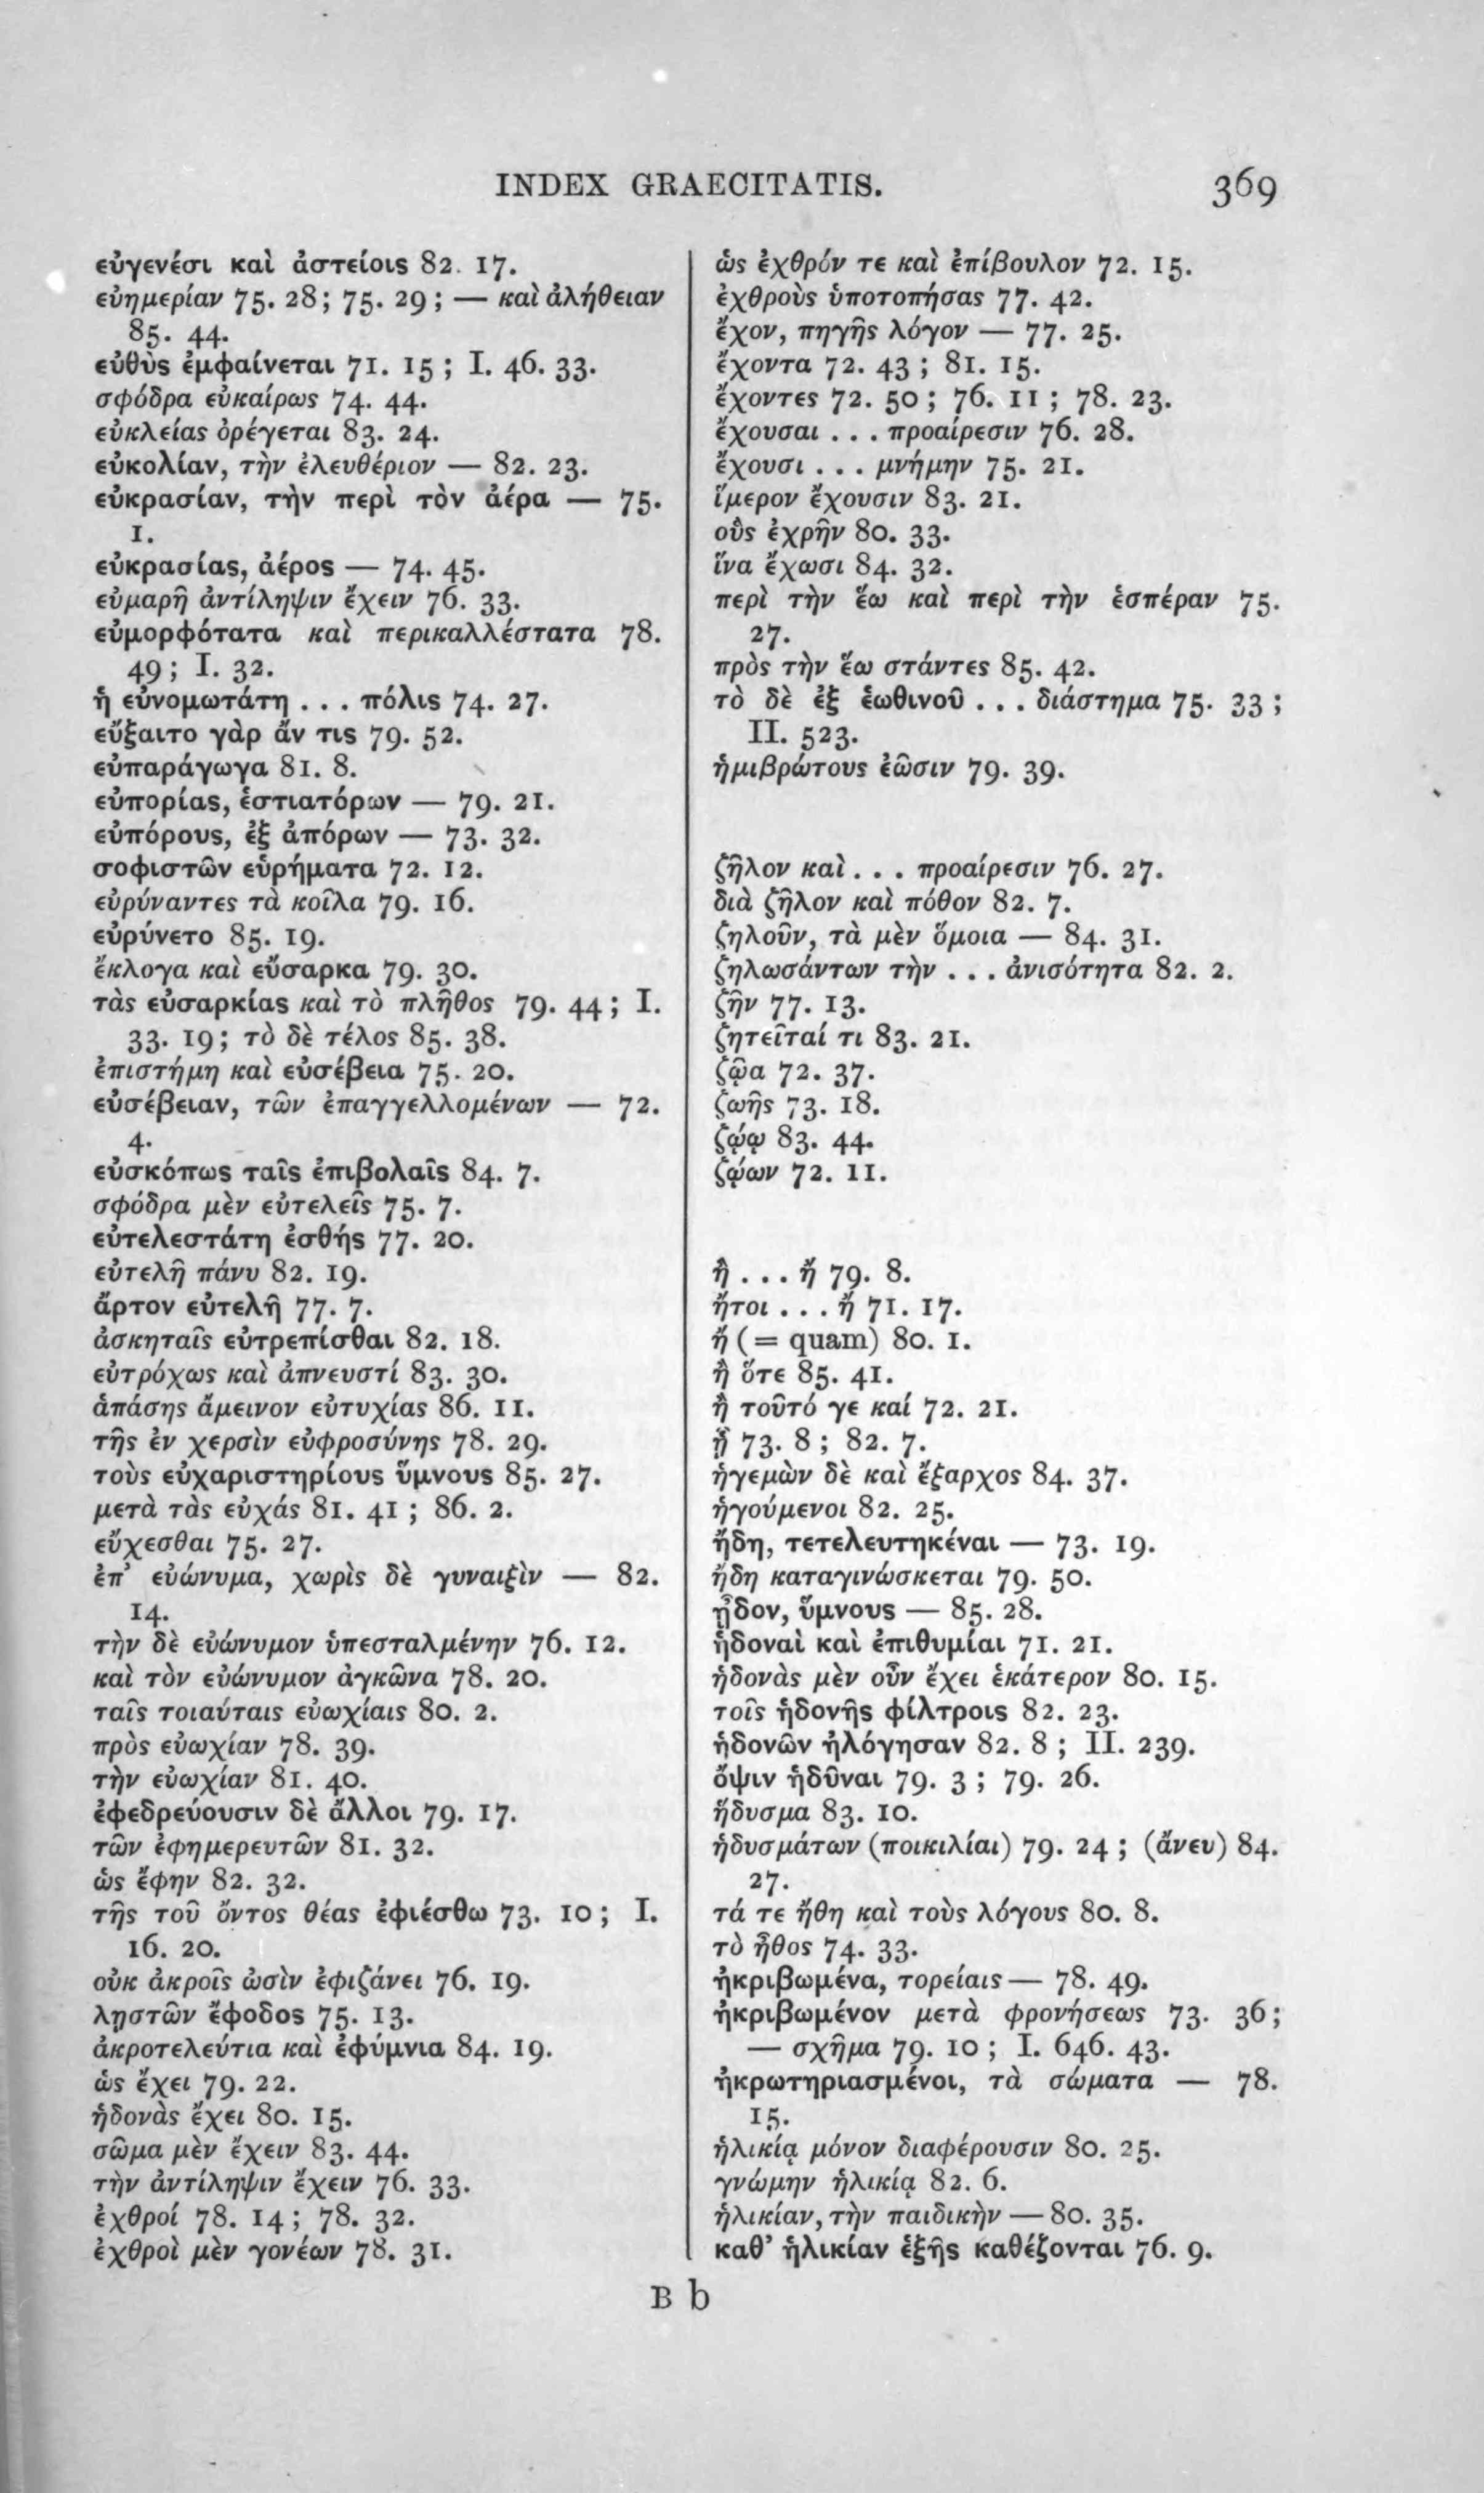 INDEX GRAECITATIS.
369
εὐγενέσι καὶ ἀστείοις 82. 17.
εὐημερίαν 75. 28; 75. 29; — καὶ ἀλήθειαν
85. 44.
εὐθὺς ἐμφαίνεται 71. 15; I. 46. 33.
σφόδρα εὐκαίρως 74. 44.
εὐκλείας ὀρέγεται 83. 24.
εὐκολίαν, τὴν ἐλευθέριον — 82. 23.
εὐκρασίαν, τὴν περὶ τὸν ἀέρα — 75.
1.
εὐκρασίας, ἀέρος — 74. 45.
εὐμαρῆ ἀντίληψιν ἔχειν 76. 33.
εὐμορφότατα καὶ περικαλλέστατα 78.
49; I. 32.
ἡ εὐνομωτάτη . . . πόλις 74. 27.
εὔξαιτο γὰρ ἄν τις 79. 52.
εὐπαράγωγα 81. 8.
εὐπορίας, ἑστιατόρων — 79. 21.
εὐπόρους, ἐξ ἀπόρων — 73. 32.
σοφιστῶν εὑρήματα 72. 12.
εὐρύναντες τὰ κοῖλα 79. 16.
εὐρύνετο 85. 19.
ἔκλογα καὶ εὔσαρκα 79. 30.
τὰς εὐσαρκίας καὶ τὸ πλῆθος 79. 44; I.
33. 19; τὸ δὲ τέλος 85. 38.
ἐπιστήμη καὶ εὐσέβεια 75. 20.
εὐσέβειαν, τῶν ἐπαγγελλομένων — 72.
4.
εὐσκόπως ταῖς ἐπιβολαῖς 84. 7.
σφόδρα μὲν εὐτελεῖς 75. 7.
εὐτελεστάτη ἐσθής 77. 20.
εὐτελῆ πάνυ 82. 19.
ἄρτον εὐτελῆ 77. 7.
ἀσκηταῖς εὐτρεπίσθαι 82. 18.
εὐτρόχως καὶ ἀπνευστί 83. 30.
ἁπάσης ἄμεινον εὐτυχίας 86. 11.
τῆς ἐν χερσὶν εὐφροσύνης 78. 29.
τοὺς εὐχαριστηρίους ὕμνους 85. 27.
μετὰ τὰς εὐχάς 81. 41; 86. 2.
εὔχεσθαι 75. 27.
ἐπ’ εὐώνυμα, χωρὶς δὲ γυναιξὶν — 82.
14.
τὴν δὲ εὐώνυμον ὑπεσταλμένην 76. 12.
καὶ τὸν εὐώνυμον ἀγκῶνα 78. 20.
ταῖς τοιαύταις εὐωχίαις 80. 2.
πρὸς εὐωχίαν 78. 39.
τὴν εὐωχίαν 81. 40.
ἐφεδρεύουσιν δὲ ἄλλοι 79. 17.
τῶν ἐφημερευτῶν 81. 32.
ὡς ἔφην 82. 32.
τῆς τοῦ ὄντος θέας ἐφιέσθω 73. 10; I.
16. 20.
οὐκ ἀκροῖς ὠσὶν ἐφιζάνει 76. 19.
λῃστῶν ἔφοδος 75. 13.
ἀκροτελεύτια καὶ ἐφύμνια 84. 19.
ὡς ἔχει 79. 22.
ἡδονὰς ἔχει 80. 15.
σῶμα μὲν ἔχειν 83. 44.
τὴν ἀντίληψιν ἔχειν 76. 33.
ἐχθροί 78. 14; 78. 32.
ἐχθροὶ μὲν γονέων 78. 31.
ὡς ἐχθρόν τε καὶ ἐπίβουλον 72. 15.
ἐχθροὺς ὑποτοπήσας 77. 42.
ἔχον, πηγῆς λόγον — 77. 25.
ἔχοντα 72. 43; 81. 15.
ἔχοντες 72. 50; 76. 11; 78. 23.
ἔχουσαι . . . προαίρεσιν 76. 28.
ἔχουσι . . . μνήμην 75. 21.
ἵμερον ἔχουσιν 83. 21.
οὓς ἐχρῆν 80. 33.
ἵνα ἔχωσι 84. 32.
περὶ τὴν ἕω καὶ περὶ τὴν ἑσπέραν 75.
27.
πρὸς τὴν ἕω στάντες 85. 42.
τὸ δὲ ἐξ ἑωθινοῦ . . . διάστημα 75. 33;
II. 523.
ἡμιβρώτους ἐῶσιν 79. 39.
ζῆλον καὶ . . . προαίρεσιν 76. 27.
διὰ ζῆλον καὶ πόθον 82. 7.
ζηλοῦν, τὰ μὲν ὅμοια — 84. 31.
ζηλωσάντων τὴν . . . ἀνισότητα 82. 2.
ζῆν 77. 13.
ζητεῖταί τι 83. 21.
ζῷα 72. 37.
ζωῆς 73. 18.
ζῴῳ 83. 44.
ζῴων 72. 11.
ἢ . . . ἤ 79. 8.
ἤτοι . . . ἤ 71. 17.
ἤ (= quam) 80. 1.
ἢ ὅτε 85. 41.
ἢ τοῦτό γε καί 72. 21.
ᾗ 73. 8; 82. 7.
ἡγεμὼν δὲ καὶ ἔξαρχος 84. 37.
ἡγούμενοι 82. 25.
ἤδη, τετελευτηκέναι — 73. 19.
ἤδη καταγινώσκεται 79. 50.
ᾖδον, ὕμνους — 85. 28.
ἡδοναὶ καὶ ἐπιθυμίαι 71. 21.
ἡδονὰς μὲν οὖν ἔχει ἑκάτερον 80. 15.
τοῖς ἡδονῆς φίλτροις 82. 23.
ἡδονῶν ἠλόγησαν 82. 8; II. 239.
ὄψιν ἡδῦναι 79. 3; 79. 26.
ἥδυσμα 83. 10.
ἡδυσμάτων (ποικιλίαι) 79. 24; (ἄνευ) 84.
27.
τά τε ἤθη καὶ τοὺς λόγους 80. 8.
τὸ ἦθος 74. 33.
ἠκριβωμένα, τορείαις — 78. 49.
ἠκριβωμένον μετὰ φρονήσεως 73. 36;
— σχῆμα 79. 10; I. 646. 43.
ἠκρωτηριασμένοι, τὰ σώματα — 78.
15.
ἡλικίᾳ μόνον διαφέρουσιν 80. 25.
γνώμην ἡλικίᾳ 82. 6.
ἡλικίαν, τὴν παιδικὴν — 80. 35.
καθ’ ἡλικίαν ἑξῆς καθέζονται 76. 9.
B b